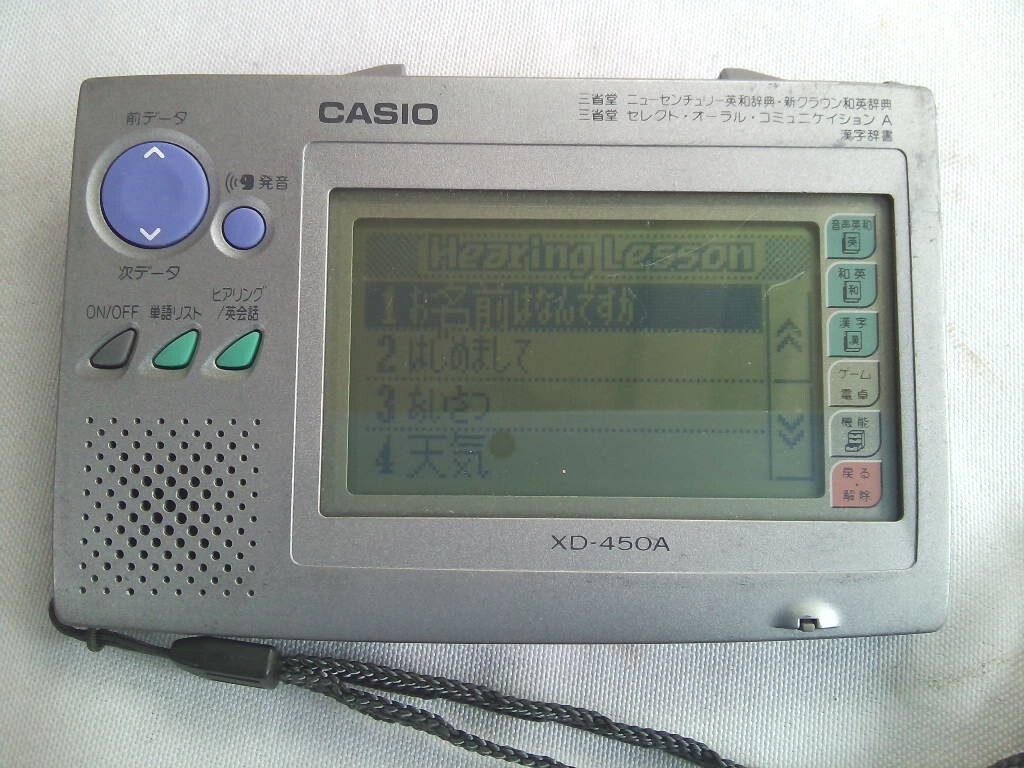 CASIO
三省堂 ニューセンチュリー英和辞典・新クラウン和英辞典
三省堂 セレクト・オーラル・コミュニケイション A
漢字辞書
前データ
発音
次データ
ON/OFF 単語リスト ヒアリング/英会話
Hearing Lesson
1 お名前はなんですか
2 はじめまして
3 あいさつ
4 天気
音声英和
英
和英
和
漢字
漢
ゲーム
電卓
機能
戻る
・
解除
XD-450A